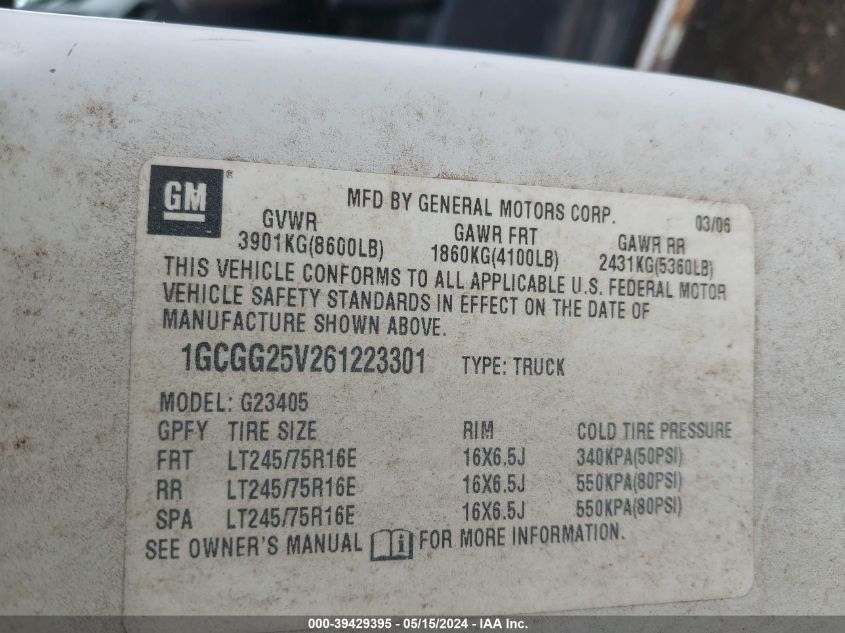 GM®
MFD BY GENERAL MOTORS CORP. 03/06
GVWR GAWR FRT GAWR RR
3901KG(8600LB) 1860KG(4100LB) 2431KG(5360LB)
THIS VEHICLE CONFORMS TO ALL APPLICABLE U.S. FEDERAL MOTOR
VEHICLE SAFETY STANDARDS IN EFFECT ON THE DATE OF
MANUFACTURE SHOWN ABOVE.
1GCGG25V261223301 TYPE: TRUCK
MODEL: G23405
GPFY TIRE SIZE RIM COLD TIRE PRESSURE
FRT LT245/75R16E 16X6.5J 340KPA(50PSI)
RR LT245/75R16E 16X6.5J 550KPA(80PSI)
SPA LT245/75R16E 16X6.5J 550KPA(80PSI)
SEE OWNER'S MANUAL FOR MORE INFORMATION.
000-39429395 - 05/15/2024 - IAA Inc.